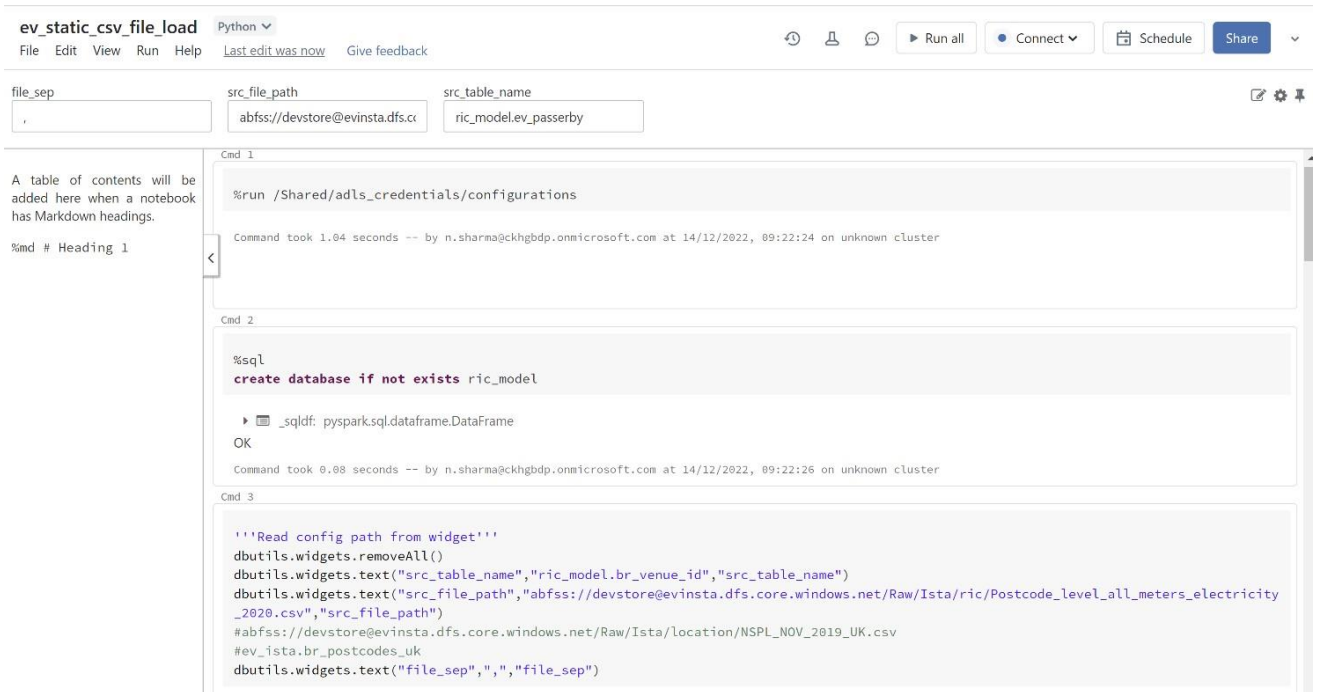 ev_static_csv_file_load Python
File Edit View Run Help Last edit was now Give feedback
Run all Connect Schedule Share
file_sep src_file_path src_table_name
, abfss://devstore@evinsta.dfs.cc ric_model.ev_passerby
A table of contents will be
added here when a notebook
has Markdown headings.
%md # Heading 1
Cmd 1
%run /Shared/adls_credentials/configurations
Command took 1.04 seconds -- by n.sharma@ckhgbdp.onmicrosoft.com at 14/12/2022, 09:22:24 on unknown cluster
Cmd 2
%sql
create database if not exists ric_model
_sqldf: pyspark.sql.dataframe.DataFrame
OK
Command took 0.08 seconds -- by n.sharma@ckhgbdp.onmicrosoft.com at 14/12/2022, 09:22:26 on unknown cluster
Cmd 3
'''Read config path from widget'''
dbutils.widgets.removeAll()
dbutils.widgets.text("src_table_name","ric_model.br_venue_id","src_table_name")
dbutils.widgets.text("src_file_path","abfss://devstore@evinsta.dfs.core.windows.net/Raw/Ista/ric/Postcode_level_all_meters_electricity
_2020.csv","src_file_path")
#abfss://devstore@evinsta.dfs.core.windows.net/Raw/Ista/location/NSPL_NOV_2019_UK.csv
#ev_ista.br_postcodes_uk
dbutils.widgets.text("file_sep",",","file_sep")